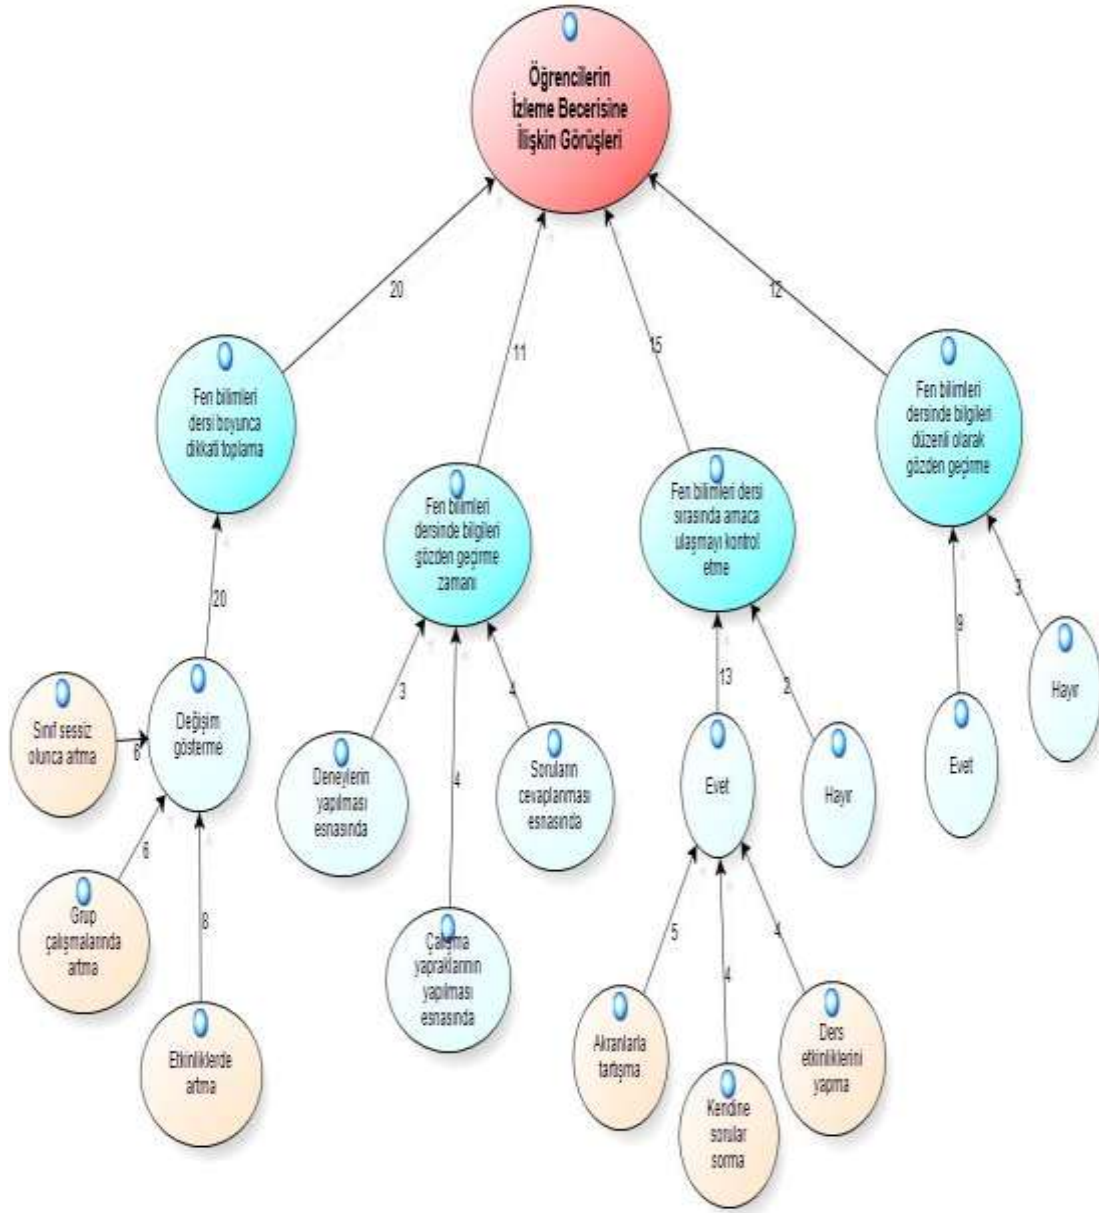 Öğrencilerin
İzleme Becerisine
İlişkin Görüşleri
20
11
15
12
Fen bilimleri
dersi boyunca
dikkati toplama
Fen bilimleri
dersinde bilgileri
gözden geçirme
zamanı
Fen bilimleri dersi
sırasında amaca
ulaşmayı kontrol
etme
Fen bilimleri
dersinde bilgileri
düzenli olarak
gözden geçirme
20
3
4
4
13
2
9
3
Sınıf sessiz
olunca artma
6
Değişim
gösterme
Deneylerin
yapılması
esnasında
Soruların
cevaplanması
esnasında
Evet
Hayır
Evet
Hayır
6
8
Grup
çalışmalarında
artma
Etkinliklerde
artma
Çalışma
yapraklarının
yapılması
esnasında
5
4
4
Akranlarla
tartışma
Kendine
sorular
sorma
Ders
etkinliklerini
yapma